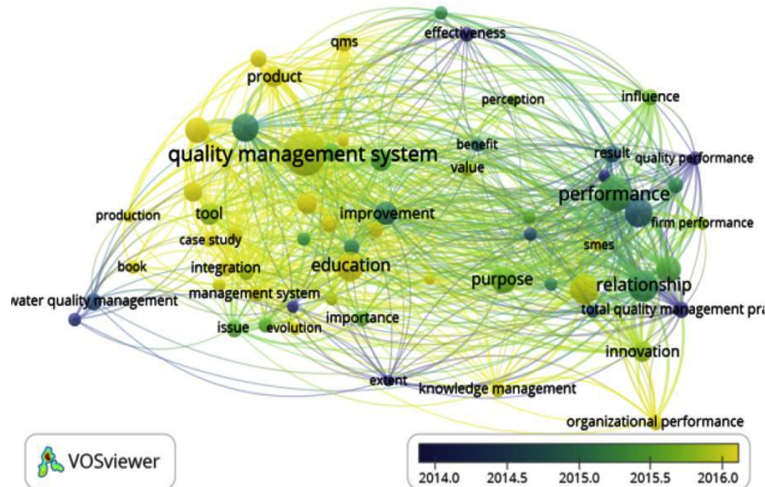 qms
effectiveness
product
perception
influence
benefit
result
quality performance
quality management system
value
performance
production
tool
improvement
firm performance
case study
smes
book
integration
education
purpose
relationship
management system
water quality management
total quality management pra
issue
evolution
importance
innovation
extent
knowledge management
organizational performance
VOSviewer
2014.0 2014.5 2015.0 2015.5 2016.0